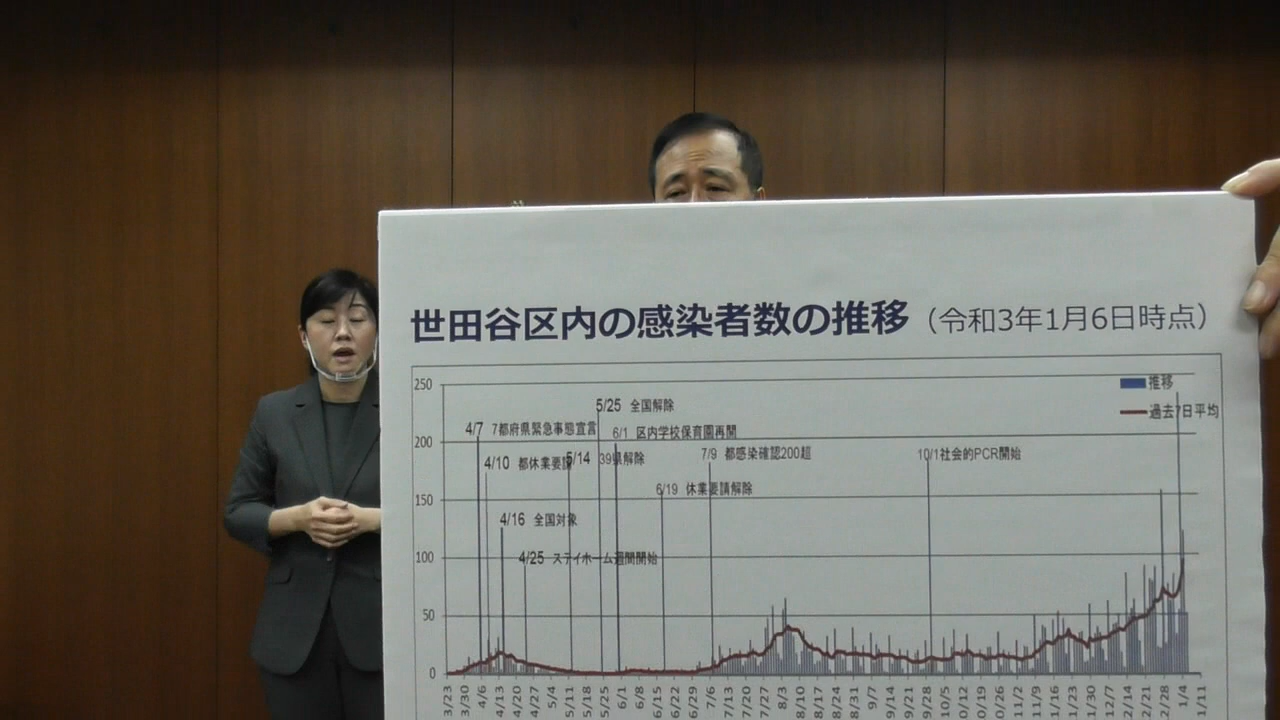 世田谷区内の感染者数の推移（令和3年1月6日時点）
250
推移
過去7日平均
5/25 全国解除
4/7 7都府県緊急事態宣言
6/1 区内学校保育園再開
200
4/10 都休業要請
5/14 39県解除
7/9 都感染確認200超
10/1社会的PCR開始
6/19 休業要請解除
150
4/16 全国対象
100
4/25 ステイホーム週間開始
50
0
3/23 3/30 4/6 4/13 4/20 4/27 5/4 5/11 5/18 5/25 6/1 6/8 6/15 6/22 6/29 7/6 7/13 7/20 7/27 8/3 8/10 8/17 8/24 8/31 9/7 9/14 9/21 9/28 10/5 10/12 10/19 10/26 11/2 11/9 11/16 11/23 11/30 12/7 12/14 12/21 12/28 1/4 1/11